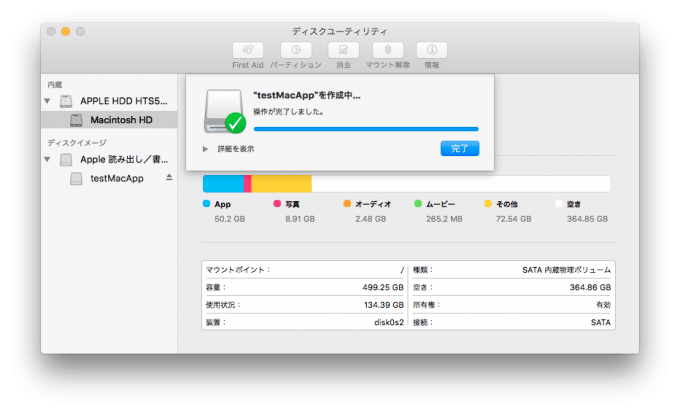 ディスクユーティリティ
First Aid パーティション 消去 マウント解除 情報
内蔵
APPLE HDD HTS5...
Macintosh HD
ディスクイメージ
Apple 読み出し／書...
testMacApp
"testMacApp"を作成中...
操作が完了しました。
詳細を表示
完了
App 写真 オーディオ ムービー その他 空き
50.2 GB 8.91 GB 2.48 GB 265.2 MB 72.54 GB 364.85 GB
マウントポイント： / 種類： SATA 内蔵物理ボリューム
容量： 499.25 GB 空き： 364.86 GB
使用状況： 134.39 GB 所有権： 有効
装置： disk0s2 接続： SATA